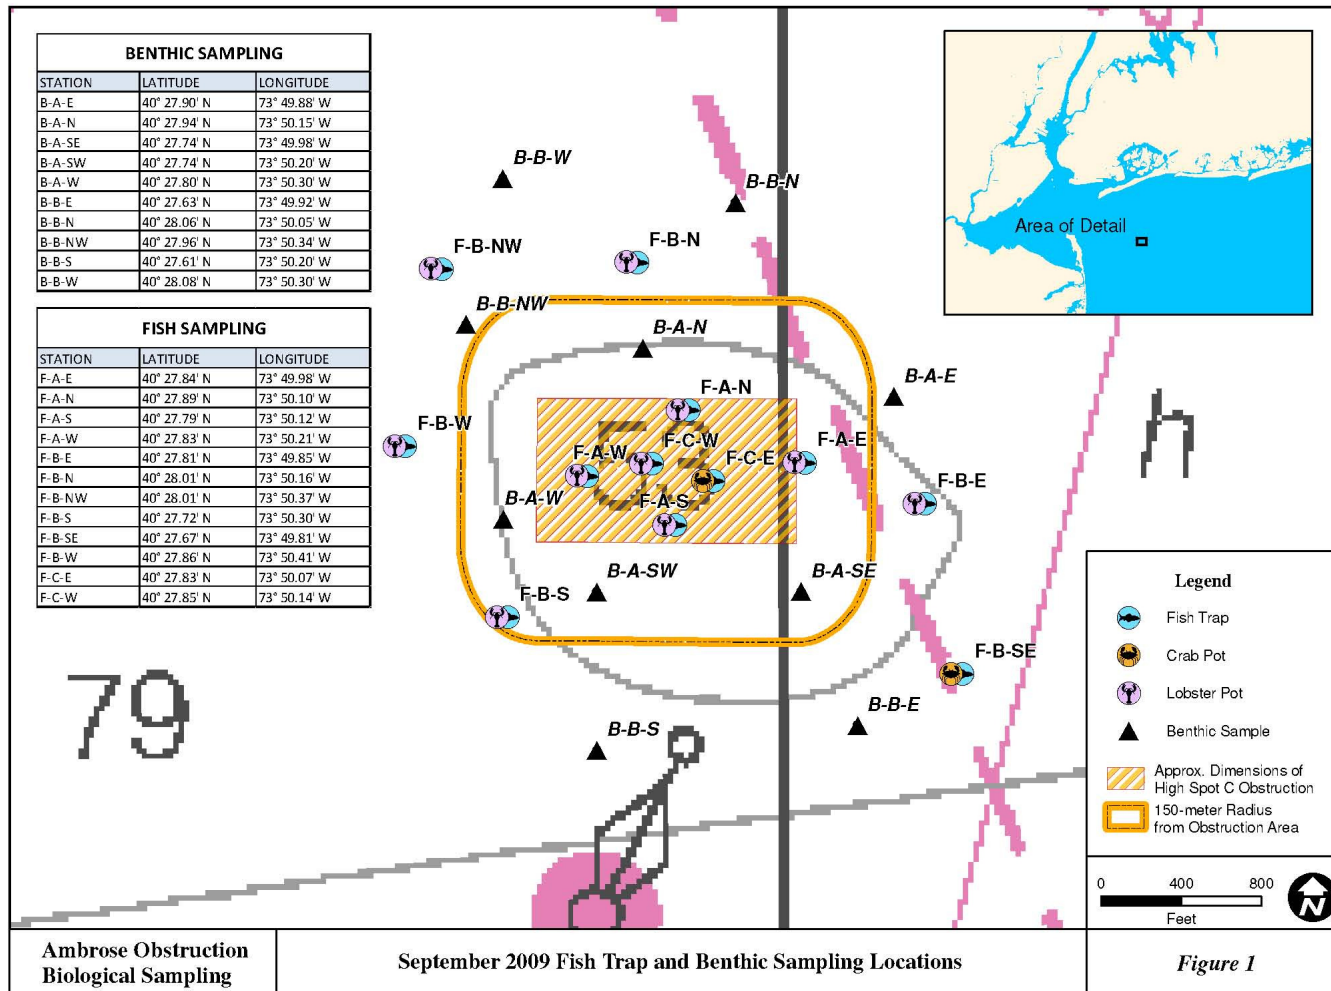 BENTHIC SAMPLING
STATION LATITUDE LONGITUDE
B-A-E 40° 27.90' N 73° 49.88' W
B-A-N 40° 27.94' N 73° 50.15' W
B-A-SE 40° 27.74' N 73° 49.98' W
B-A-SW 40° 27.74' N 73° 50.20' W
B-A-W 40° 27.80' N 73° 50.30' W
B-B-E 40° 27.63' N 73° 49.92' W
B-B-N 40° 28.06' N 73° 50.05' W
B-B-NW 40° 27.96' N 73° 50.34' W
B-B-S 40° 27.61' N 73° 50.20' W
B-B-W 40° 28.08' N 73° 50.30' W
FISH SAMPLING
STATION LATITUDE LONGITUDE
F-A-E 40° 27.84' N 73° 49.98' W
F-A-N 40° 27.89' N 73° 50.10' W
F-A-S 40° 27.79' N 73° 50.12' W
F-A-W 40° 27.83' N 73° 50.21' W
F-B-E 40° 27.81' N 73° 49.85' W
F-B-N 40° 28.01' N 73° 50.16' W
F-B-NW 40° 28.01' N 73° 50.37' W
F-B-S 40° 27.72' N 73° 50.30' W
F-B-SE 40° 27.67' N 73° 49.81' W
F-B-W 40° 27.86' N 73° 50.41' W
F-C-E 40° 27.83' N 73° 50.07' W
F-C-W 40° 27.85' N 73° 50.14' W
B-B-W
B-B-N
F-B-NW
F-B-N
B-B-NW
B-A-N
B-A-E
F-A-N
F-B-W
F-C-W
F-A-E
F-A-W
F-C-E
F-B-E
F-A-S
B-A-W
B-A-SW
B-A-SE
F-B-S
F-B-SE
B-B-E
B-B-S
79
h
Area of Detail
Legend
Fish Trap
Crab Pot
Lobster Pot
Benthic Sample
Approx. Dimensions of
High Spot C Obstruction
150-meter Radius
from Obstruction Area
0 400 800
Feet
N
Ambrose Obstruction
Biological Sampling
September 2009 Fish Trap and Benthic Sampling Locations
Figure 1